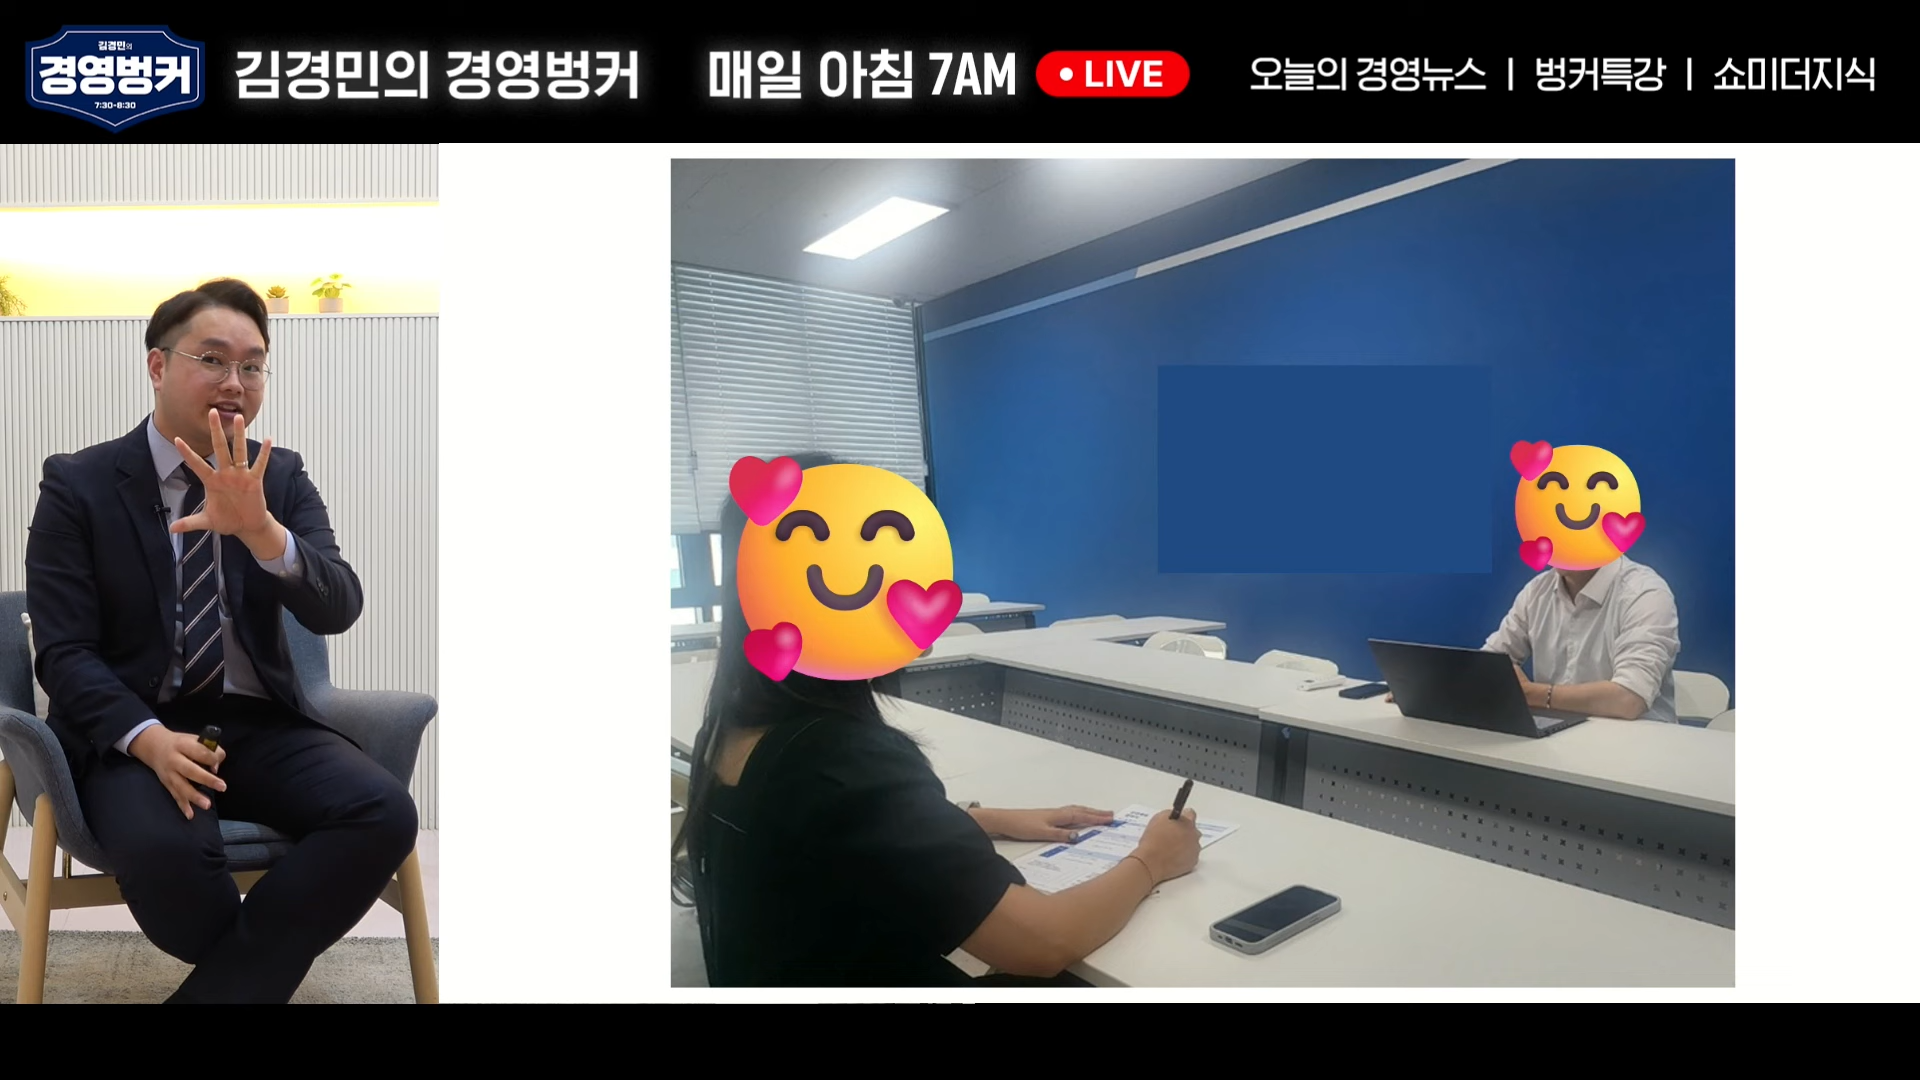 김경민의
경영벙커
7:30-8:30
김경민의 경영벙커
매일 아침 7AM
LIVE
오늘의 경영뉴스 | 벙커특강 | 쇼미더지식